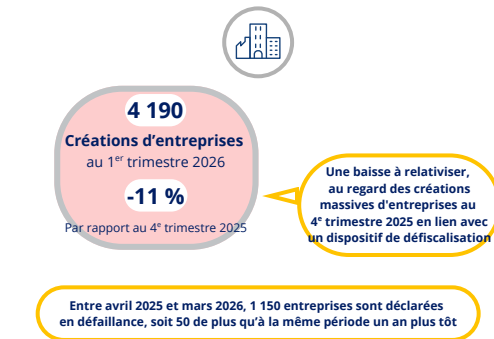 4 190
Créations d'entreprises
au 1er trimestre 2026
-11 %
Par rapport au 4e trimestre 2025
Une baisse à relativiser,
au regard des créations
massives d'entreprises au
4e trimestre 2025 en lien avec
un dispositif de défiscalisation
Entre avril 2025 et mars 2026, 1 150 entreprises sont déclarées
en défaillance, soit 50 de plus qu'à la même période un an plus tôt